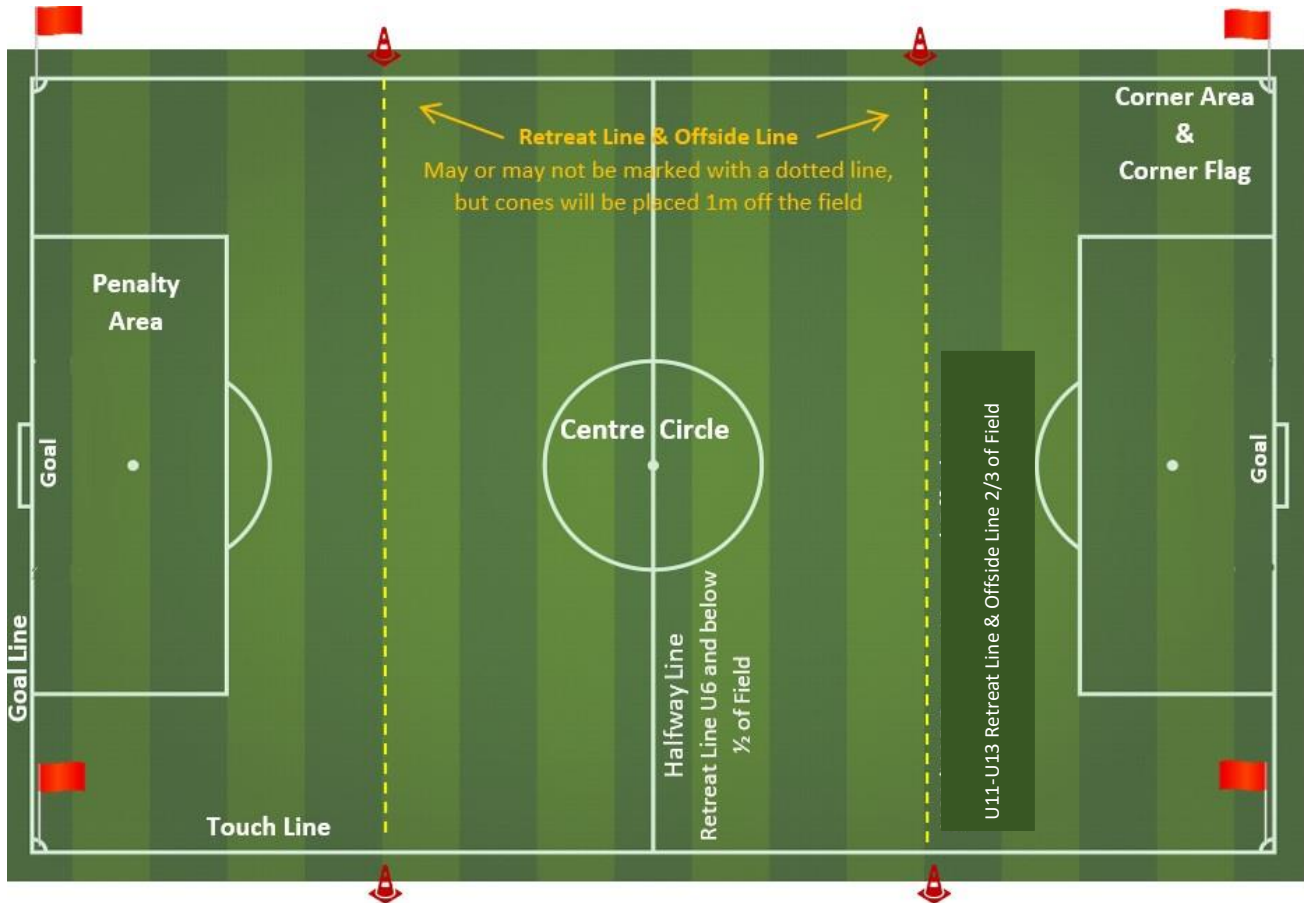 Corner Area
&
Corner Flag
Retreat Line & Offside Line
May or may not be marked with a dotted line,
but cones will be placed 1m off the field
Penalty
Area
Centre Circle
Goal
Goal
U11-U13 Retreat Line & Offside Line 2/3 of Field
Goal Line
Halfway Line
Retreat Line U6 and below
½ of Field
Touch Line